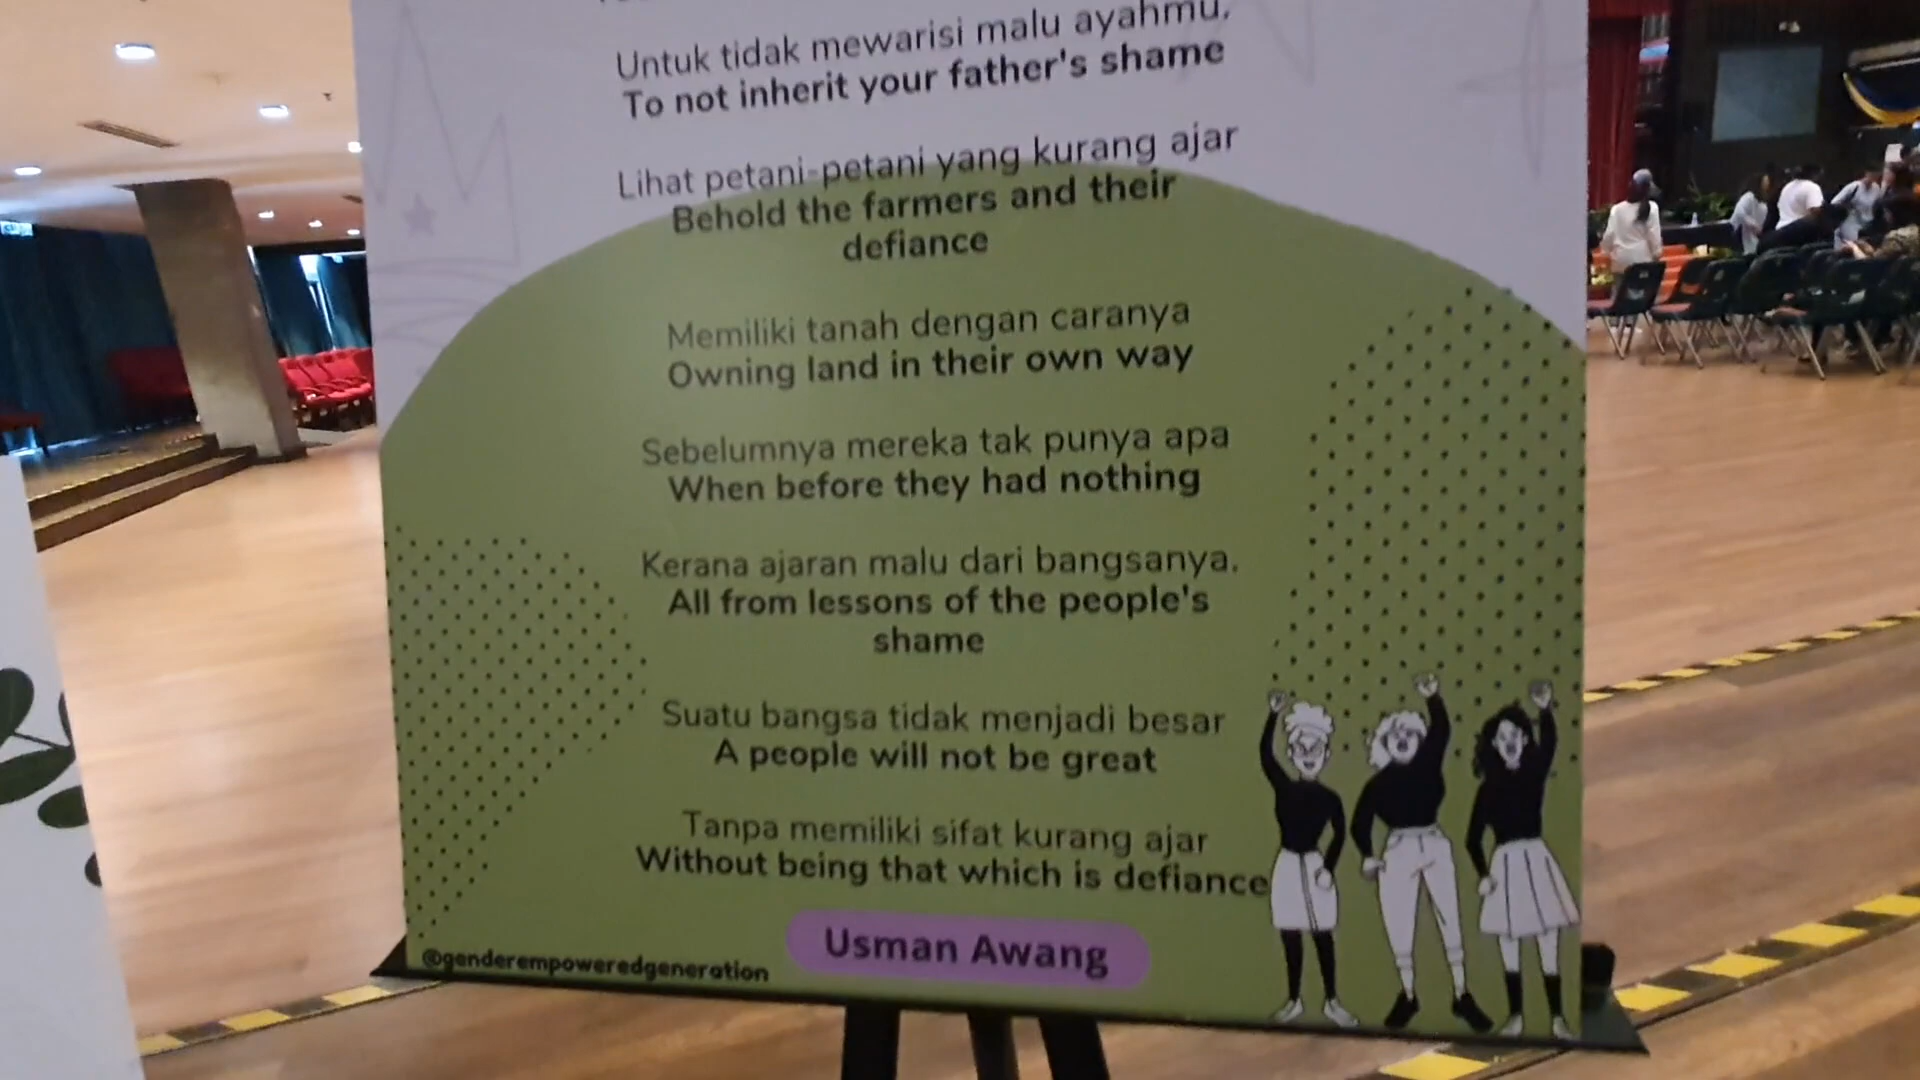 Untuk tidak mewarisi malu ayahmu,
To not inherit your father's shame
Lihat petani-petani yang kurang ajar
Behold the farmers and their
defiance
Memiliki tanah dengan caranya
Owning land in their own way
Sebelumnya mereka tak punya apa
When before they had nothing
Kerana ajaran malu dari bangsanya.
All from lessons of the people's
shame
Suatu bangsa tidak menjadi besar
A people will not be great
Tanpa memiliki sifat kurang ajar
Without being that which is defiance
Usman Awang
@genderempoweredgeneration